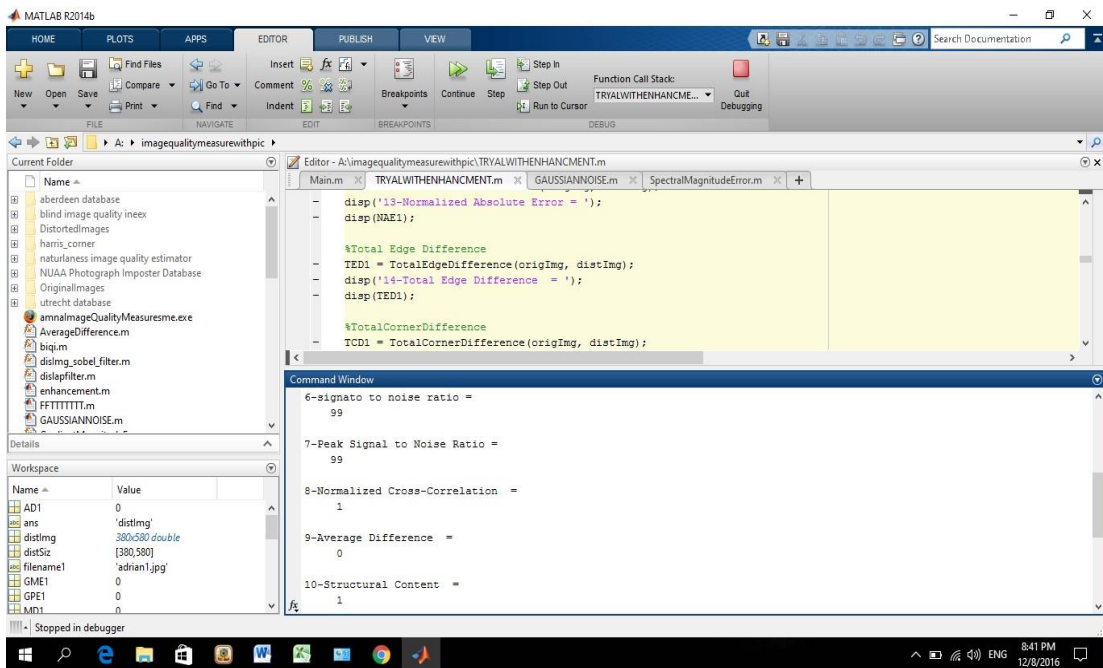 MATLAB R2014b
HOME PLOTS APPS EDITOR PUBLISH VIEW Search Documentation
New Open Save Find Files Compare Print
Go To Find
Insert fx Comment % Indent
Breakpoints Continue Step Step In Step Out Run to Cursor
Function Call Stack:
TRYALWITHENHANCME...
Quit Debugging
FILE NAVIGATE EDIT BREAKPOINTS DEBUG
A: imagequalitymeasurewithpic
Current Folder
Name
aberdeen database
blind image quality ineex
DistortedImages
harris_corner
naturlaness image quality estimator
NUAA Photograph Imposter Database
OriginalImages
utrecht database
amnaImageQualityMeasuresme.exe
AverageDifference.m
biqi.m
disImg_sobel_filter.m
dislapfilter.m
enhancement.m
FFTTTTTTT.m
GAUSSIANNOISE.m
Details
Workspace
Name Value
AD1 0
ans 'distImg'
distImg 380x580 double
distSiz [380,580]
filename1 'adrian1.jpg'
GME1 0
GPE1 0
MD1 0
Editor - A:\imagequalitymeasurewithpic\TRYALWITHENHANCMENT.m
Main.m TRYALWITHENHANCMENT.m GAUSSIANNOISE.m SpectralMagnitudeError.m +
disp('13-Normalized Absolute Error = ');
disp(NAE1);
%Total Edge Difference
TED1 = TotalEdgeDifference(origImg, distImg);
disp('14-Total Edge Difference  = ');
disp(TED1);
%TotalCornerDifference
TCD1 = TotalCornerDifference(origImg, distImg);
Command Window
6-signato to noise ratio =
99
7-Peak Signal to Noise Ratio =
99
8-Normalized Cross-Correlation  =
1
9-Average Difference  =
0
10-Structural Content  =
1
fx
Stopped in debugger
ENG 8:41 PM
12/8/2016